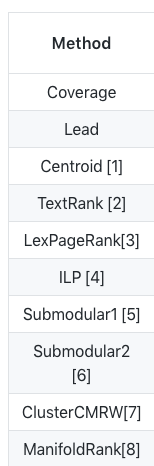 Method
Coverage
Lead
Centroid [1]
TextRank [2]
LexPageRank[3]
ILP [4]
Submodular1 [5]
Submodular2
[6]
ClusterCMRW[7]
ManifoldRank[8]